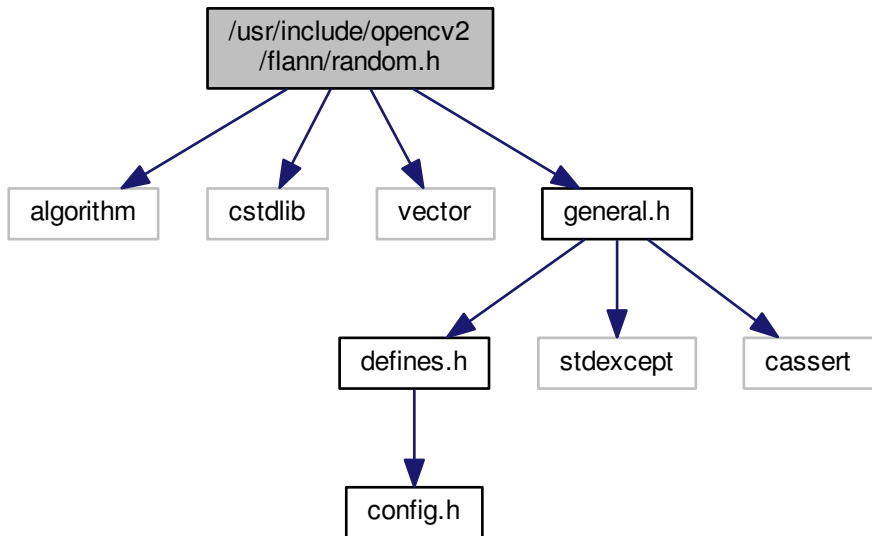 /usr/include/opencv2
/flann/random.h
algorithm
cstdlib
vector
general.h
defines.h
stdexcept
cassert
config.h